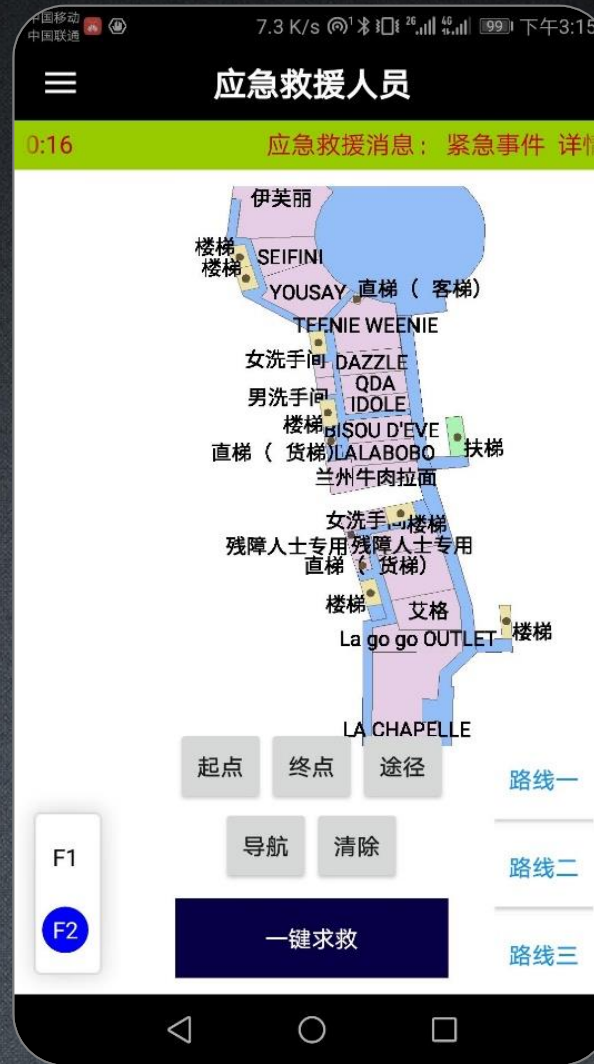 中国移动
中国联通
7.3 K/s
26
46
99
下午3:15
应急救援人员
0:16
应急救援消息： 紧急事件 详情
伊芙丽
楼梯
楼梯
SEIFINI
YOUSAY
直梯（ 客梯）
TEENIE WEENIE
女洗手间
DAZZLE
QDA
男洗手间
IDOLE
楼梯
BISOU D'EVE
直梯（ 货梯）
LALABOBO
扶梯
兰州牛肉拉面
女洗手间
楼梯
残障人士专用
残障人士专用
直梯（ 货梯）
楼梯
艾格
La go go OUTLET
楼梯
LA CHAPELLE
起点
终点
途径
路线一
F1
导航
清除
路线二
F2
一键求救
路线三